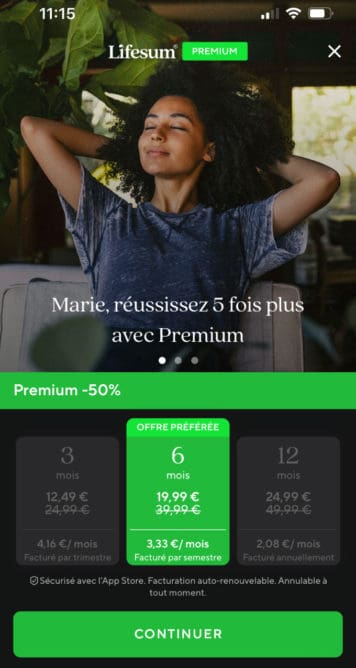 11:15
Lifesum® PREMIUM
Marie, réussissez 5 fois plus
avec Premium
Premium -50%
OFFRE PRÉFÉRÉE
3
mois
12,49 €
24,99 €
4,16 €/ mois
Facturé par trimestre
6
mois
19,99 €
39,99 €
3,33 €/ mois
Facturé par semestre
12
mois
24,99 €
49,99 €
2,08 €/ mois
Facturé annuellement
Sécurisé avec l'App Store. Facturation auto-renouvelable. Annulable à
tout moment.
CONTINUER